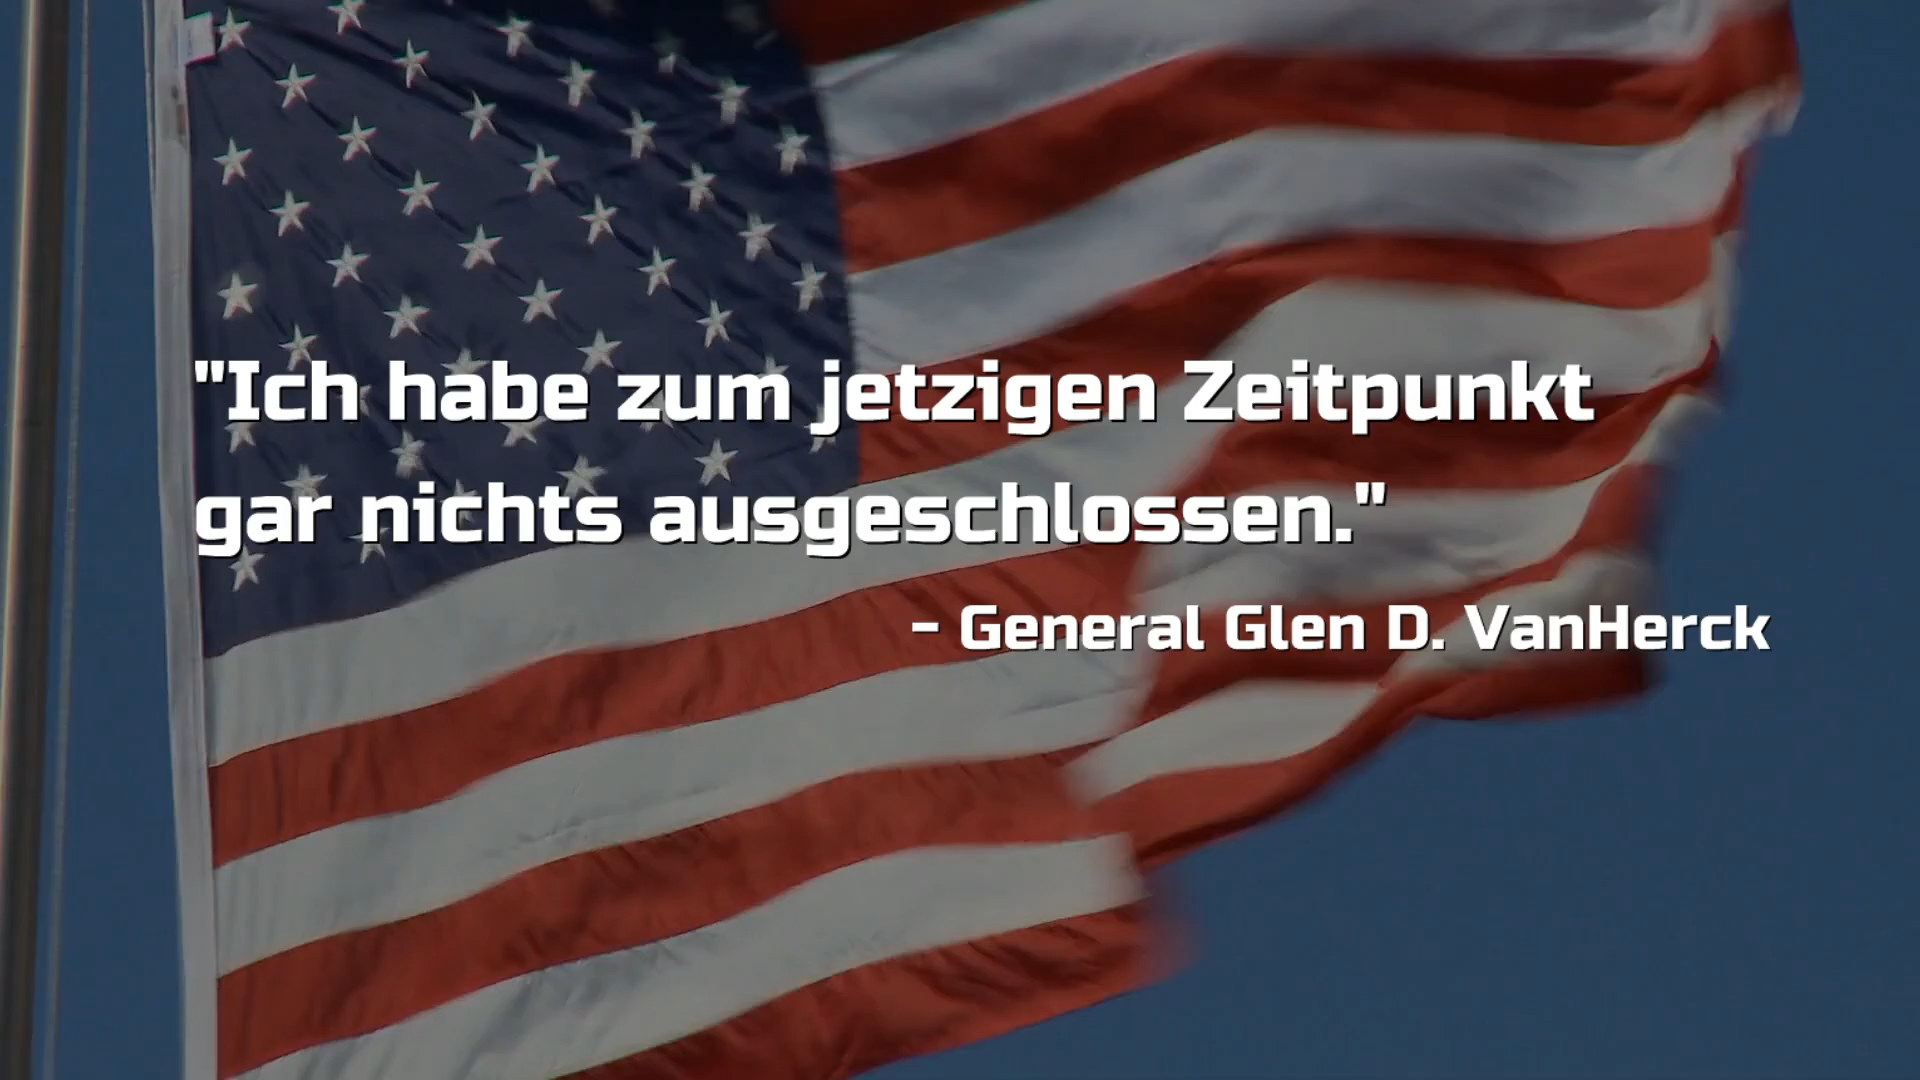 "Ich habe zum jetzigen Zeitpunkt
gar nichts ausgeschlossen."
- General Glen D. VanHerck